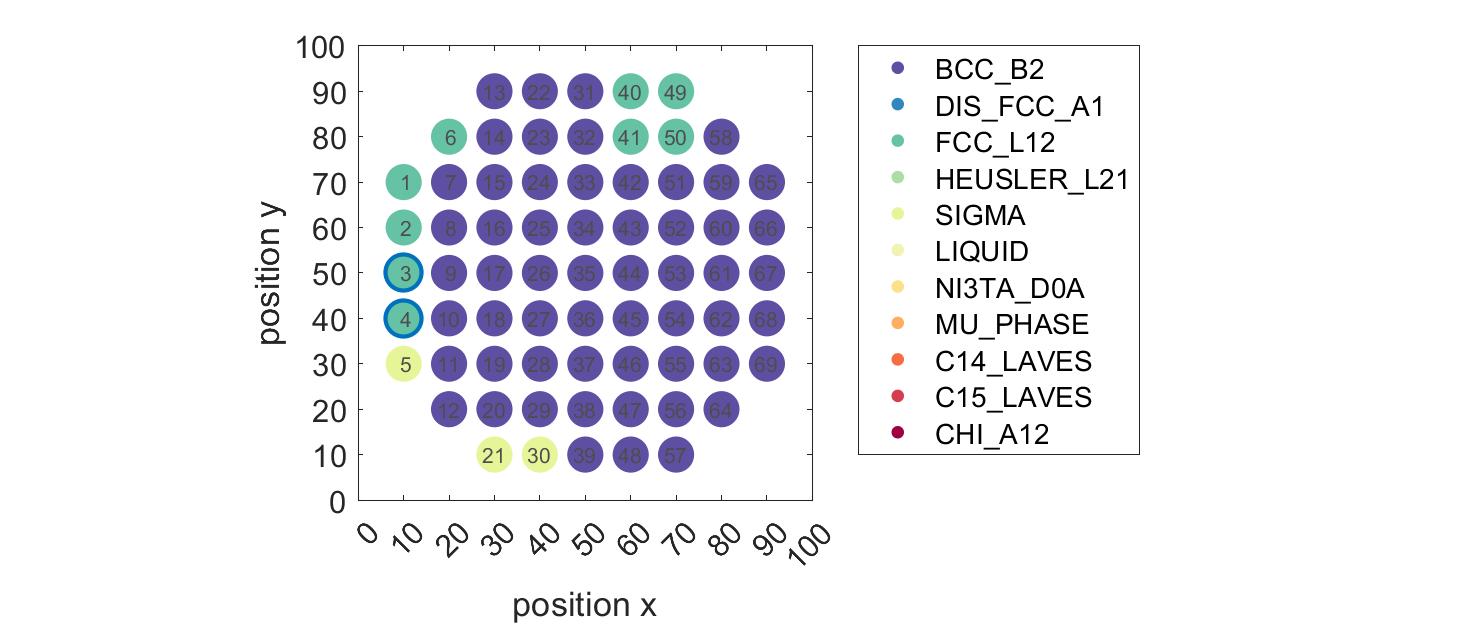 100
90
80
70
60
50
40
30
20
10
0
position y
13 22 31 40 49
6 14 23 32 41 50 58
1 7 15 24 33 42 51 59 65
2 8 16 25 34 43 52 60 66
3 9 17 26 35 44 53 61 67
4 10 18 27 36 45 54 62 68
5 11 19 28 37 46 55 63 69
12 20 29 38 47 56 64
21 30 39 48 57
0 10 20 30 40 50 60 70 80 90 100
position x
BCC_B2
DIS_FCC_A1
FCC_L12
HEUSLER_L21
SIGMA
LIQUID
NI3TA_D0A
MU_PHASE
C14_LAVES
C15_LAVES
CHI_A12